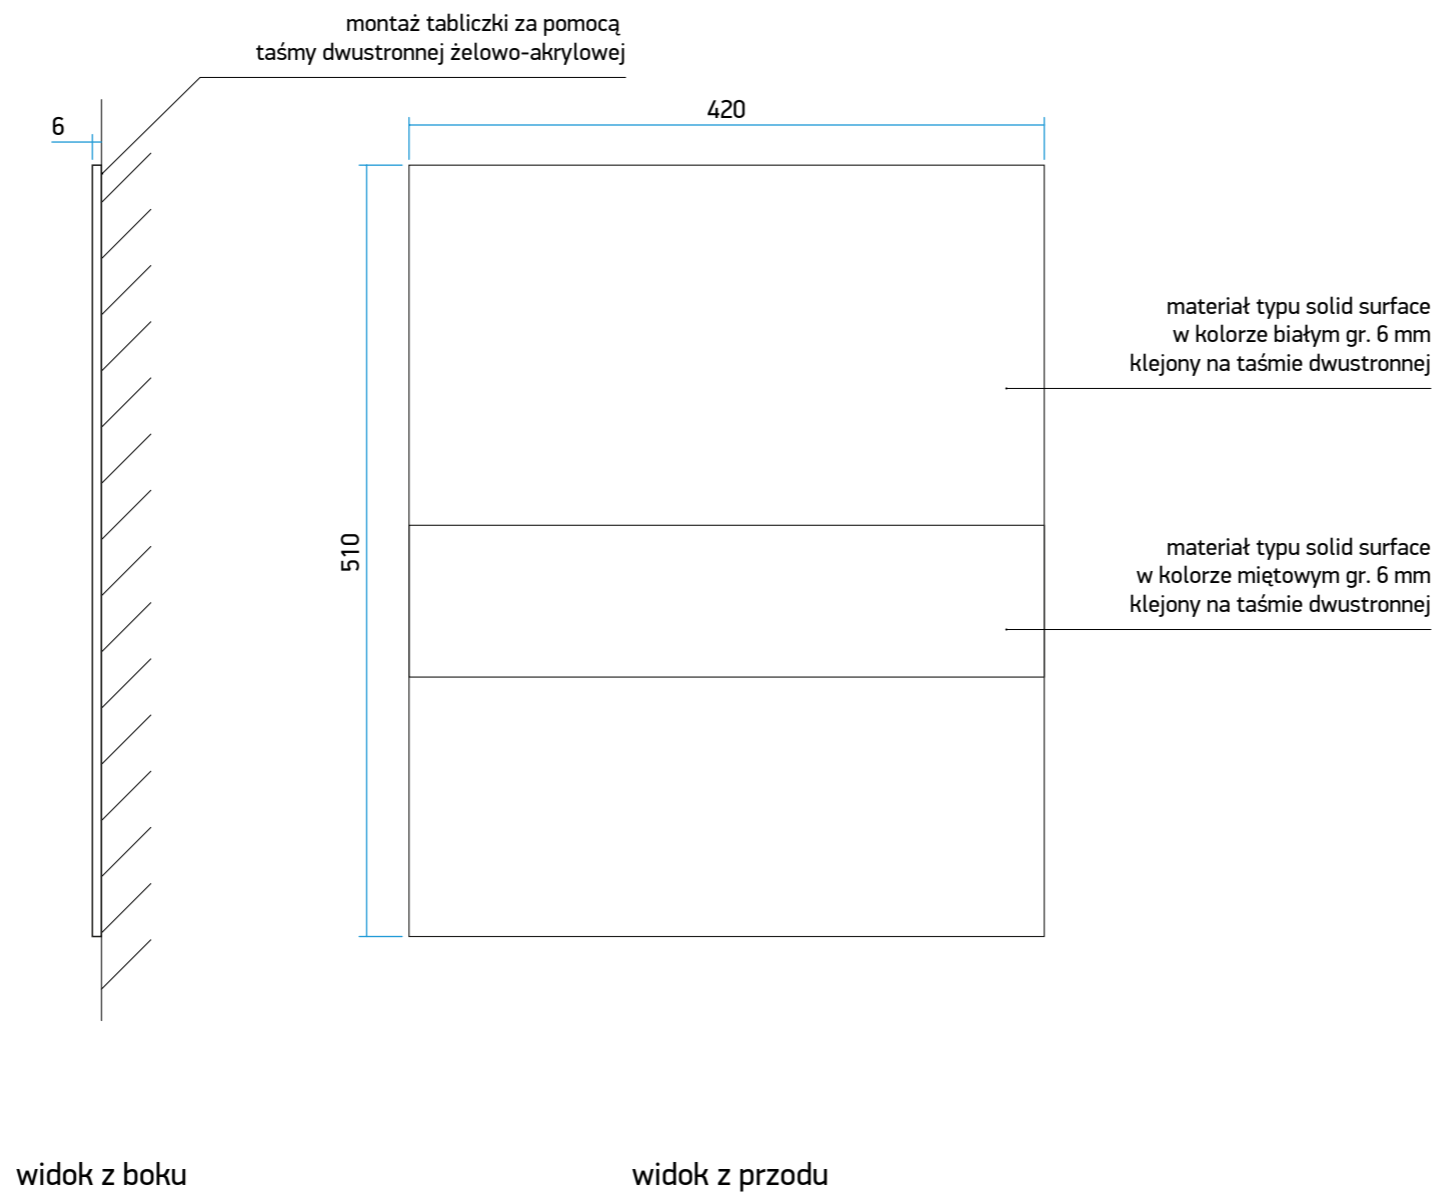 montaż tabliczki za pomocą
taśmy dwustronnej żelowo-akrylowej
6
420
510
materiał typu solid surface
w kolorze białym gr. 6 mm
klejony na taśmie dwustronnej
materiał typu solid surface
w kolorze miętowym gr. 6 mm
klejony na taśmie dwustronnej
widok z boku
widok z przodu